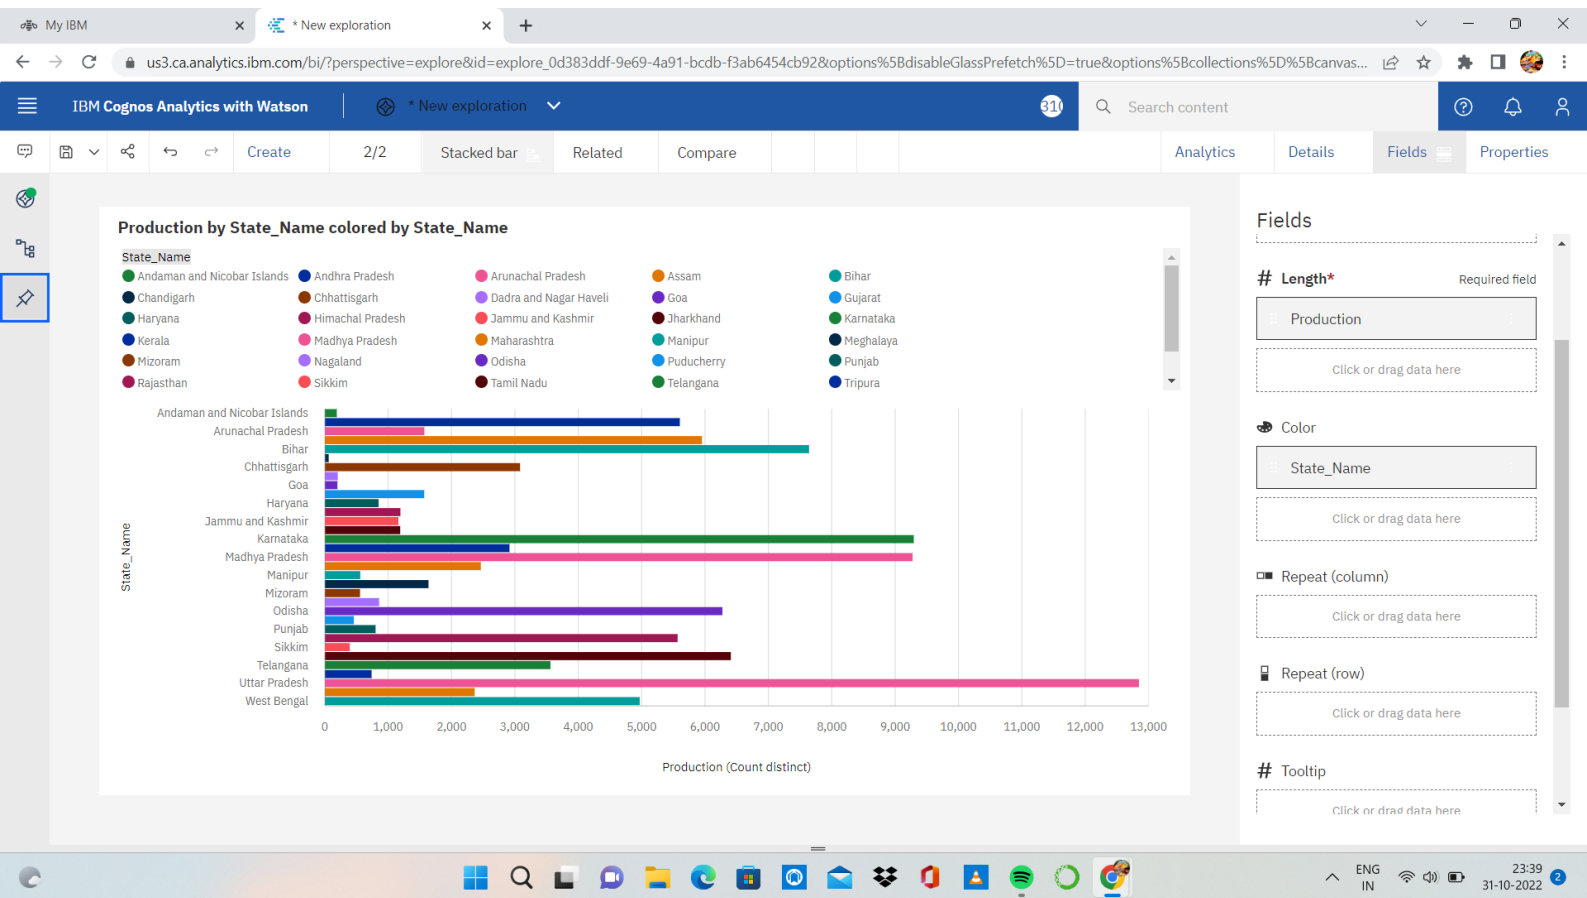 My IBM
* New exploration
us3.ca.analytics.ibm.com/bi/?perspective=explore&id=explore_0d383ddf-9e69-4a91-bcdb-f3ab6454cb92&options%5BdisableGlassPrefetch%5D=true&options%5Bcollections%5D%5Bcanvas...
IBM Cognos Analytics with Watson
* New exploration
310
Search content
Create
2/2
Stacked bar
Related
Compare
Analytics
Details
Fields
Properties
Production by State_Name colored by State_Name
State_Name
Andaman and Nicobar Islands Andhra Pradesh Arunachal Pradesh Assam Bihar
Chandigarh Chhattisgarh Dadra and Nagar Haveli Goa Gujarat
Haryana Himachal Pradesh Jammu and Kashmir Jharkhand Karnataka
Kerala Madhya Pradesh Maharashtra Manipur Meghalaya
Mizoram Nagaland Odisha Puducherry Punjab
Rajasthan Sikkim Tamil Nadu Telangana Tripura
State_Name
Andaman and Nicobar Islands
Arunachal Pradesh
Bihar
Chhattisgarh
Goa
Haryana
Jammu and Kashmir
Karnataka
Madhya Pradesh
Manipur
Mizoram
Odisha
Punjab
Sikkim
Telangana
Uttar Pradesh
West Bengal
0 1,000 2,000 3,000 4,000 5,000 6,000 7,000 8,000 9,000 10,000 11,000 12,000 13,000
Production (Count distinct)
Fields
Length* Required field
Production
Click or drag data here
Color
State_Name
Click or drag data here
Repeat (column)
Click or drag data here
Repeat (row)
Click or drag data here
Tooltip
Click or drag data here
ENG
IN
23:39
31-10-2022
2